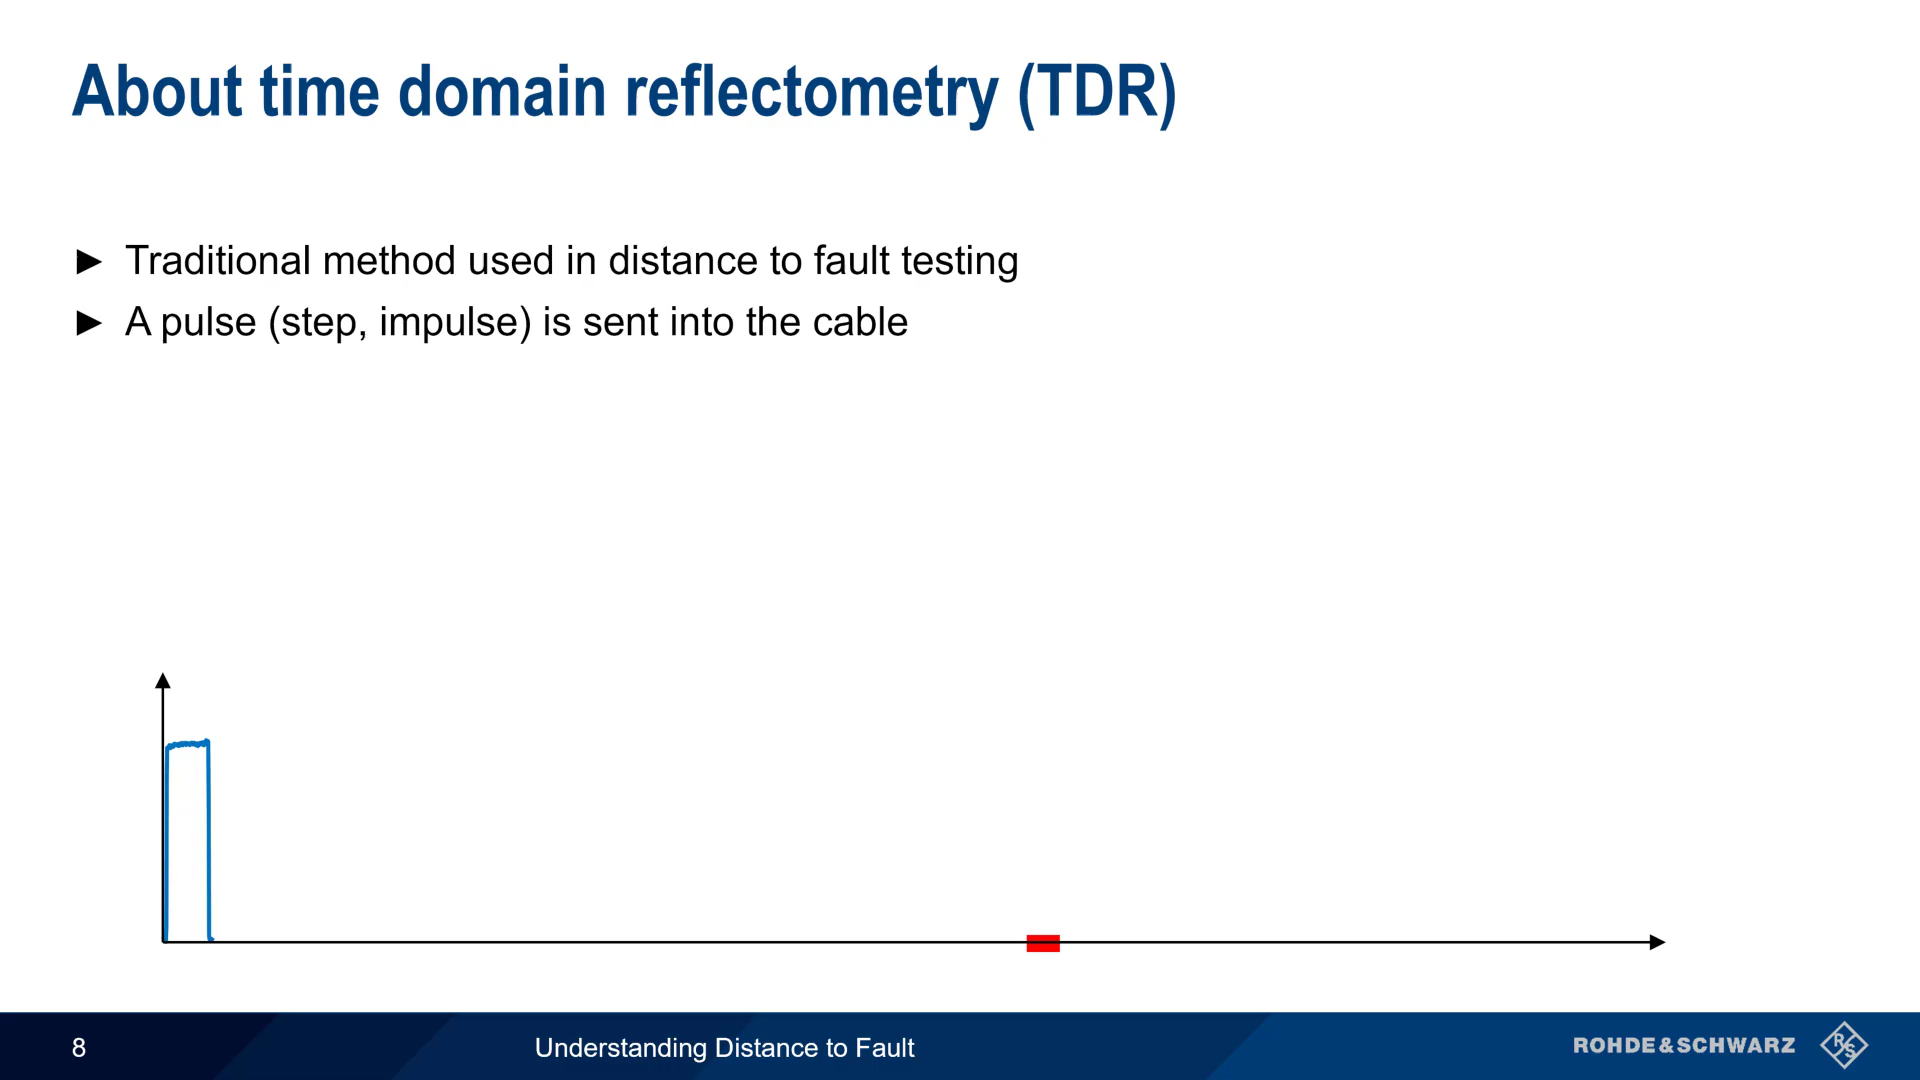 About time domain reflectometry (TDR)
► Traditional method used in distance to fault testing
► A pulse (step, impulse) is sent into the cable
8
Understanding Distance to Fault
ROHDE&SCHWARZ
R
S